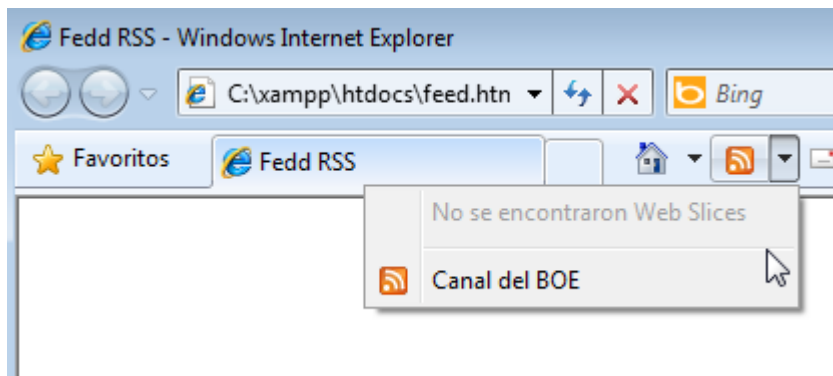 Fedd RSS - Windows Internet Explorer
C:\xampp\htdocs\feed.htn
Bing
Favoritos
Fedd RSS
No se encontraron Web Slices
Canal del BOE